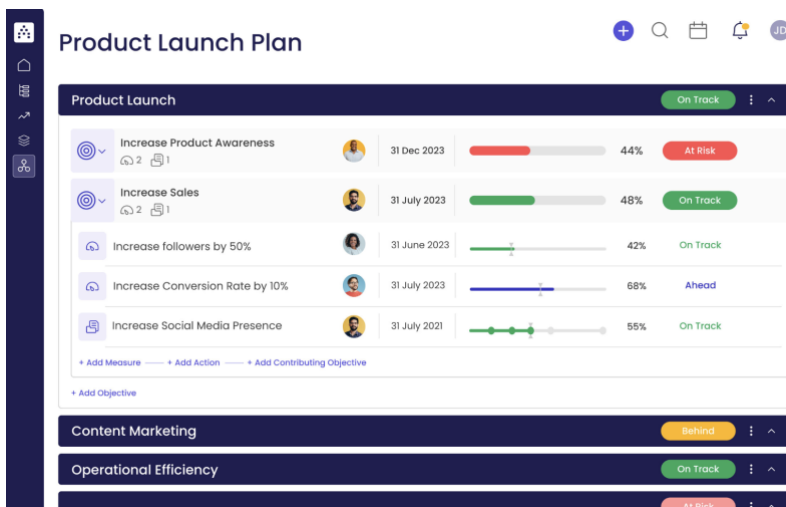 Product Launch Plan
JD
Product Launch On Track
Increase Product Awareness 31 Dec 2023 44% At Risk
2 1
Increase Sales 31 July 2023 48% On Track
2 1
Increase followers by 50% 31 June 2023 42% On Track
Increase Conversion Rate by 10% 31 July 2023 68% Ahead
Increase Social Media Presence 31 July 2021 55% On Track
+ Add Measure + Add Action + Add Contributing Objective
+ Add Objective
Content Marketing Behind
Operational Efficiency On Track
At Risk